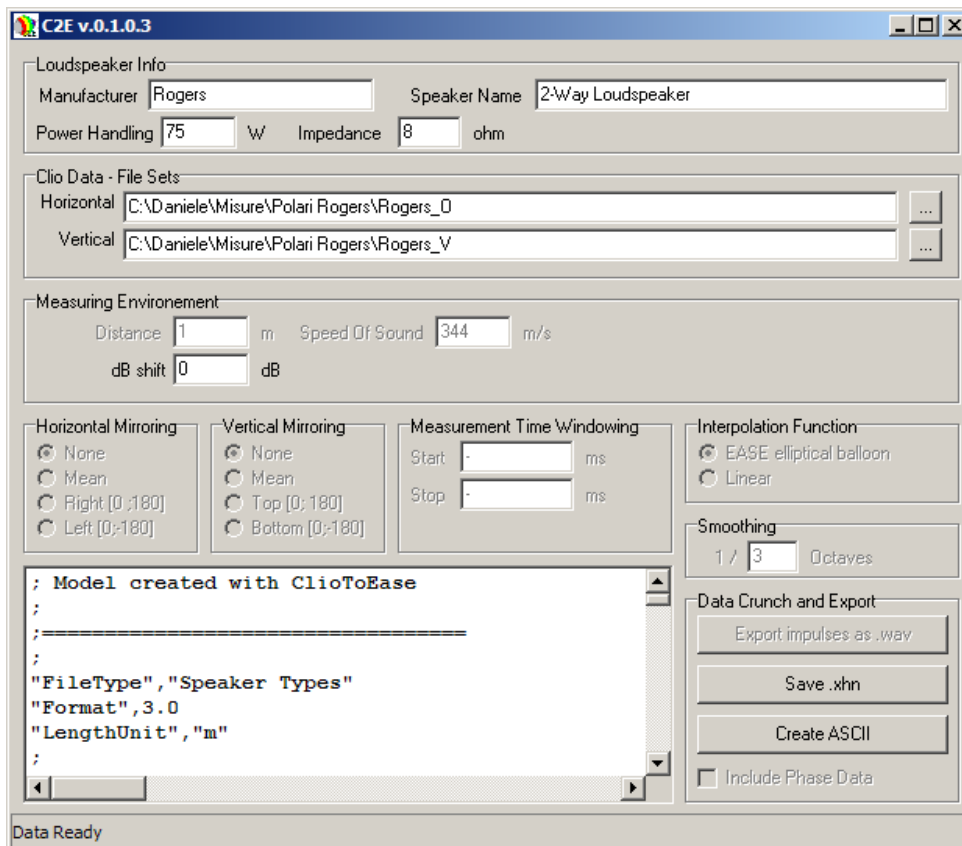 C2E v.0.1.0.3
Loudspeaker Info
Manufacturer Rogers Speaker Name 2-Way Loudspeaker
Power Handling 75 W Impedance 8 ohm
Clio Data - File Sets
Horizontal C:\Daniele\Misure\Polari Rogers\Rogers_O ...
Vertical C:\Daniele\Misure\Polari Rogers\Rogers_V ...
Measuring Environement
Distance 1 m Speed Of Sound 344 m/s
dB shift 0 dB
Horizontal Mirroring
None
Mean
Right [0 ;180]
Left [0;-180]
Vertical Mirroring
None
Mean
Top [0; 180]
Bottom [0;-180]
Measurement Time Windowing
Start - ms
Stop - ms
Interpolation Function
EASE elliptical balloon
Linear
Smoothing
1 / 3 Octaves
; Model created with ClioToEase
;
;===================================
;
"FileType","Speaker Types"
"Format",3.0
"LengthUnit","m"
;
Data Crunch and Export
Export impulses as .wav
Save .xhn
Create ASCII
Include Phase Data
Data Ready